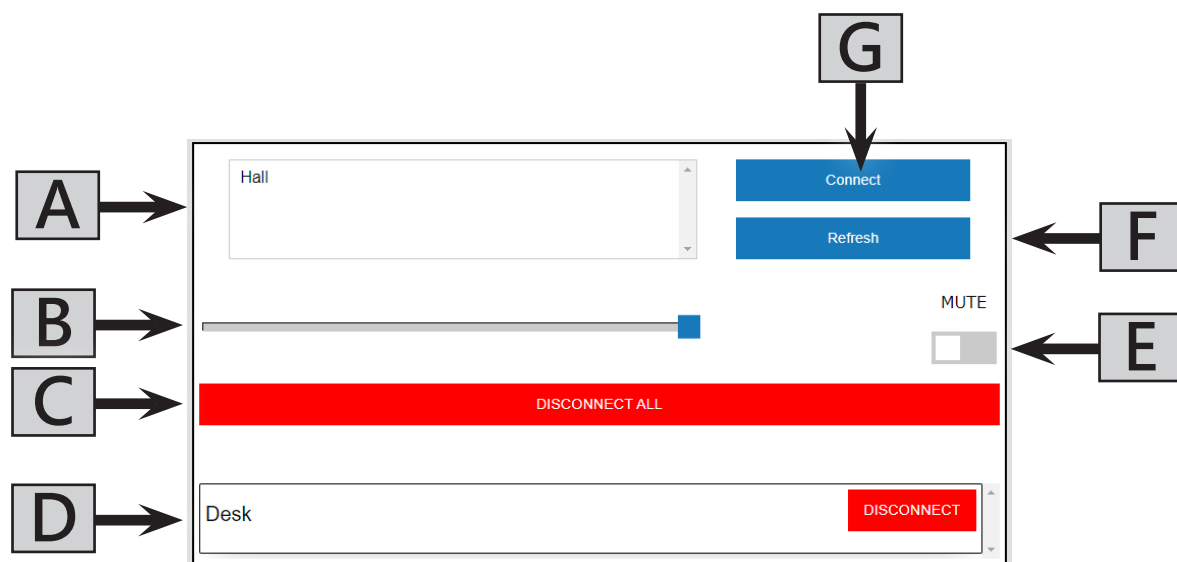 G
A
Hall
Connect
Refresh
F
B
MUTE
E
C
DISCONNECT ALL
D
Desk
DISCONNECT